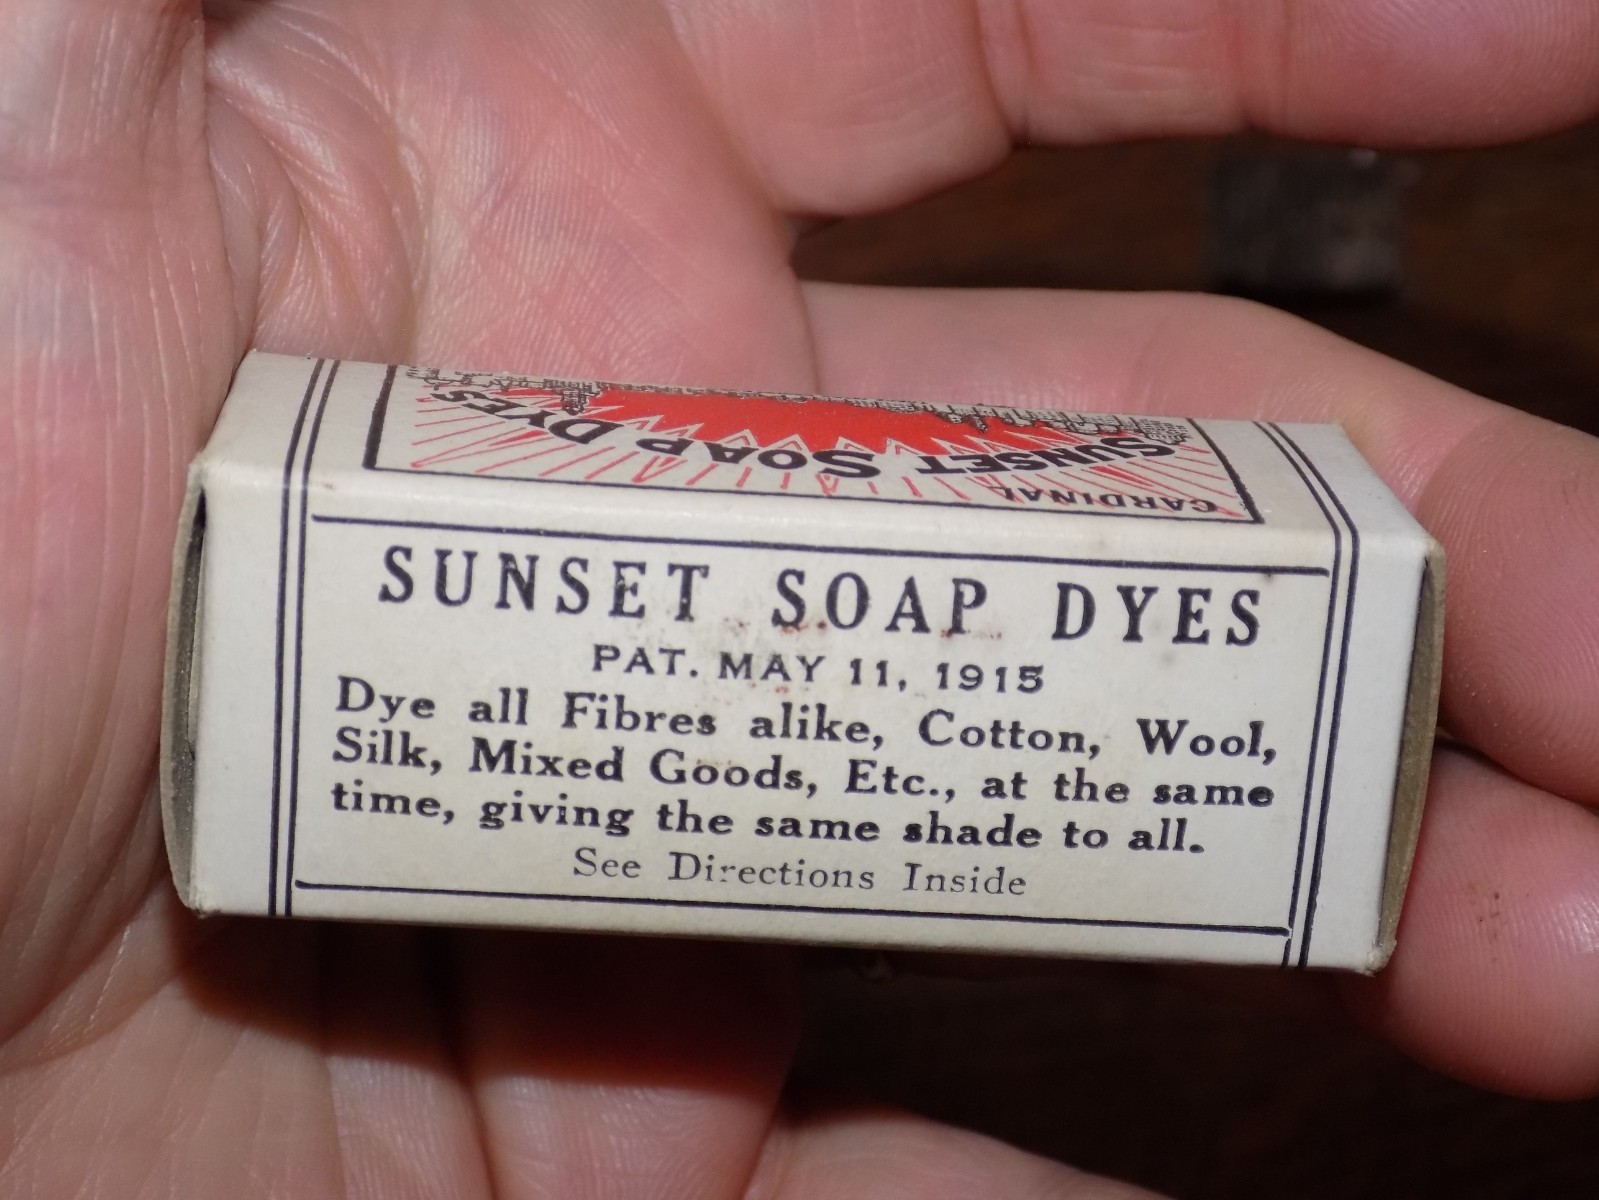 SUNSET SOAP DYES
CARDINAL
SUNSET SOAP DYES
PAT. MAY 11, 1915
Dye all Fibres alike, Cotton, Wool,
Silk, Mixed Goods, Etc., at the same
time, giving the same shade to all.
See Directions Inside